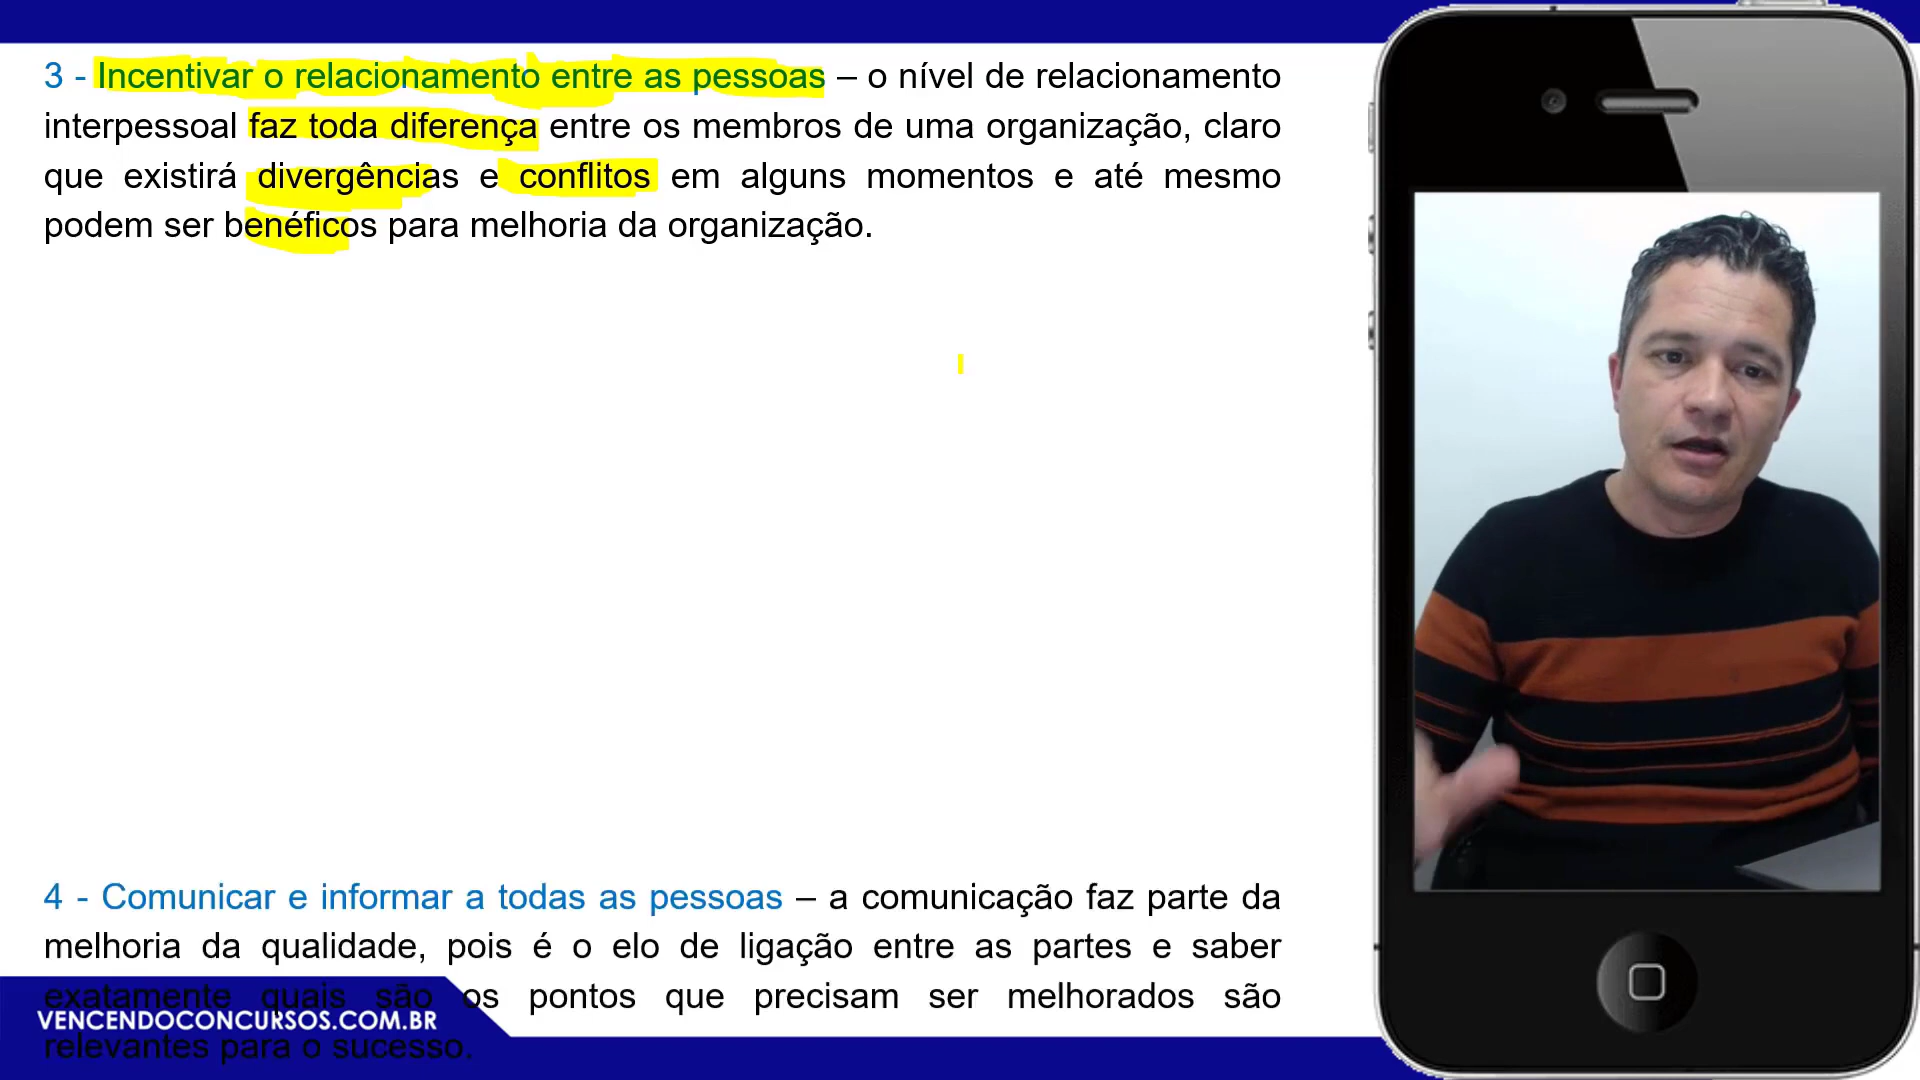 3 - Incentivar o relacionamento entre as pessoas – o nível de relacionamento
interpessoal faz toda diferença entre os membros de uma organização, claro
que existirá divergências e conflitos em alguns momentos e até mesmo
podem ser benéficos para melhoria da organização.
4 - Comunicar e informar a todas as pessoas – a comunicação faz parte da
melhoria da qualidade, pois é o elo de ligação entre as partes e saber
exatamente quais são os pontos que precisam ser melhorados são
VENCENDOCONCURSOS.COM.BR
relevantes para o sucesso.